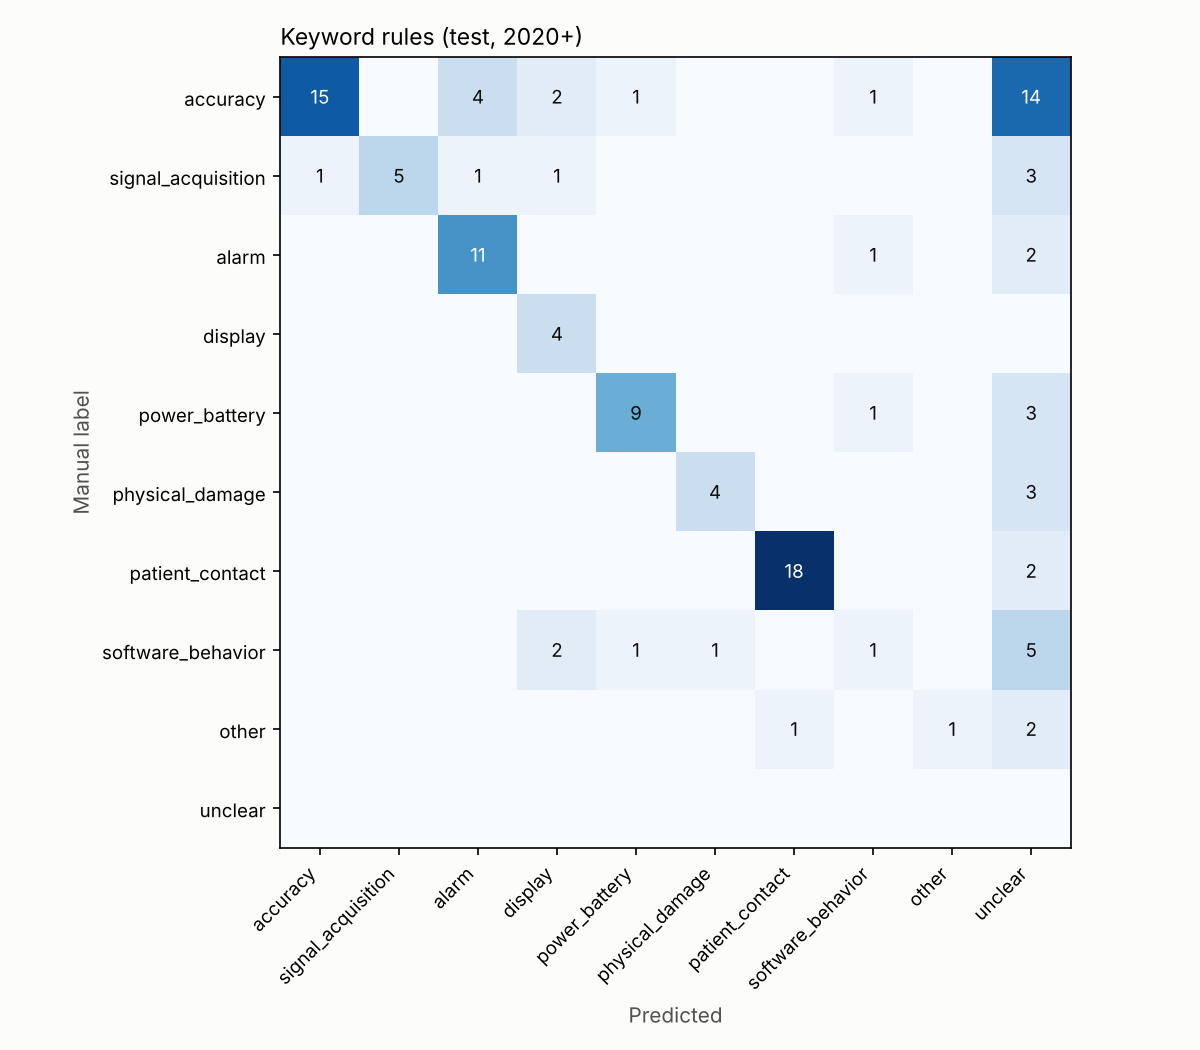 Keyword rules (test, 2020+)
accuracy 15 4 2 1 1 14
signal_acquisition 1 5 1 1 3
alarm 11 1 2
display 4
power_battery 9 1 3
physical_damage 4 3
patient_contact 18 2
software_behavior 2 1 1 1 5
other 1 1 2
unclear
Manual label
accuracy signal_acquisition alarm display power_battery physical_damage patient_contact software_behavior other unclear
Predicted